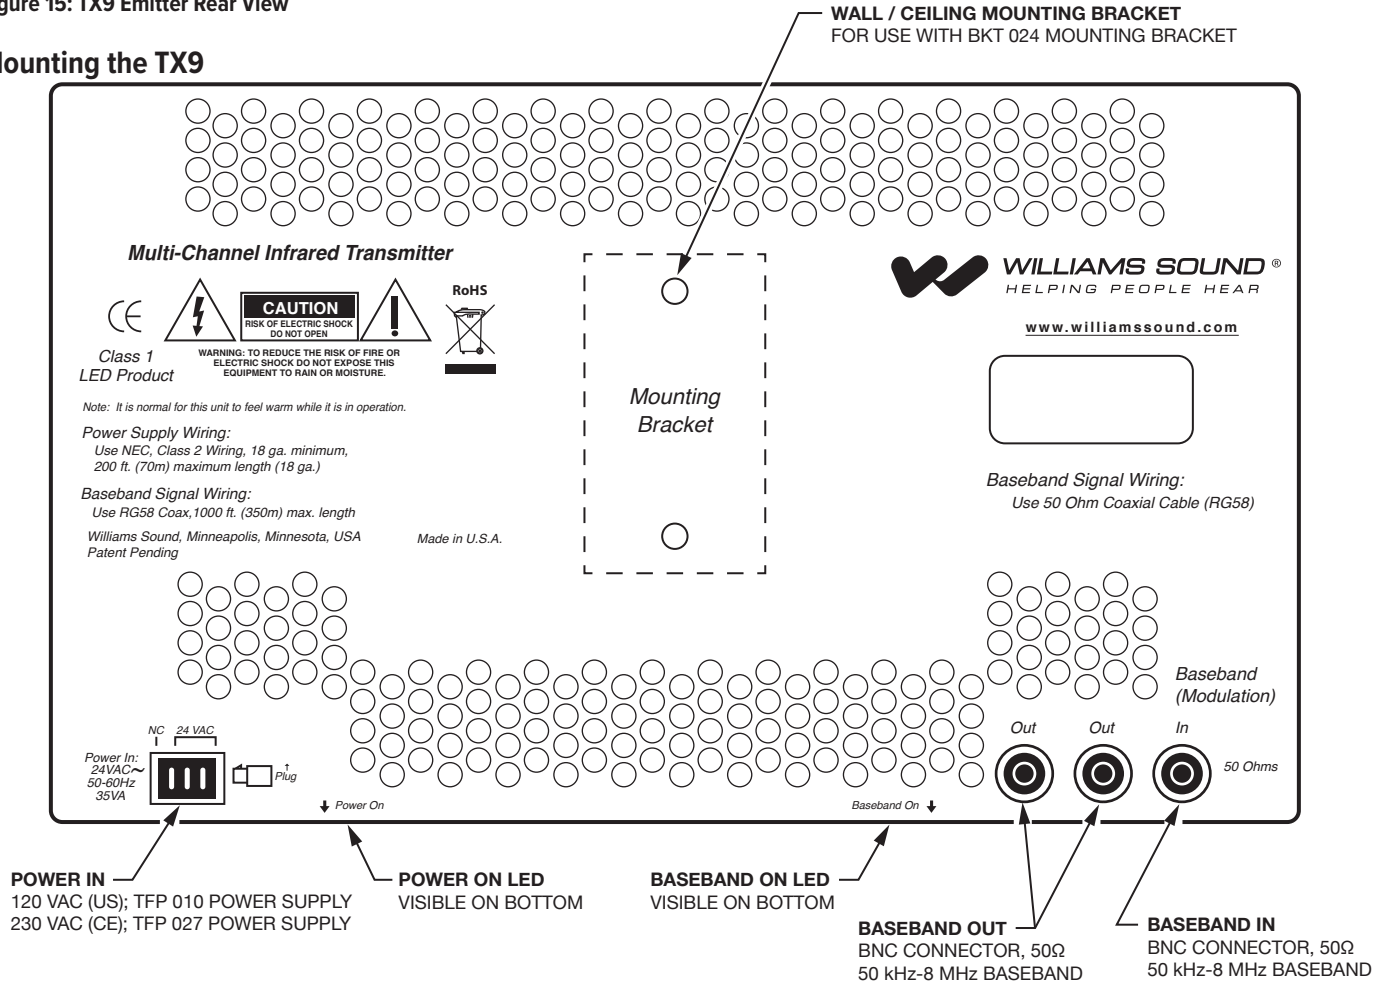 gure 15: TX9 Emitter Rear View
ounting the TX9
WALL / CEILING MOUNTING BRACKET
FOR USE WITH BKT 024 MOUNTING BRACKET
Multi-Channel Infrared Transmitter
CE
Class 1
LED Product
CAUTION
RISK OF ELECTRIC SHOCK
DO NOT OPEN
WARNING: TO REDUCE THE RISK OF FIRE OR
ELECTRIC SHOCK DO NOT EXPOSE THIS
EQUIPMENT TO RAIN OR MOISTURE.
RoHS
Note: It is normal for this unit to feel warm while it is in operation.
Power Supply Wiring:
Use NEC, Class 2 Wiring, 18 ga. minimum,
200 ft. (70m) maximum length (18 ga.)
Baseband Signal Wiring:
Use RG58 Coax,1000 ft. (350m) max. length
Williams Sound, Minneapolis, Minnesota, USA
Patent Pending
Made in U.S.A.
Mounting
Bracket
WILLIAMS SOUND ®
HELPING PEOPLE HEAR
www.williamssound.com
Baseband Signal Wiring:
Use 50 Ohm Coaxial Cable (RG58)
NC 24 VAC
Power In:
24VAC~
50-60Hz
35VA
↑
Plug
Power On
Baseband On
Baseband
(Modulation)
Out Out In
50 Ohms
POWER IN
120 VAC (US); TFP 010 POWER SUPPLY
230 VAC (CE); TFP 027 POWER SUPPLY
POWER ON LED
VISIBLE ON BOTTOM
BASEBAND ON LED
VISIBLE ON BOTTOM
BASEBAND OUT
BNC CONNECTOR, 50Ω
50 kHz-8 MHz BASEBAND
BASEBAND IN
BNC CONNECTOR, 50Ω
50 kHz-8 MHz BASEBAND